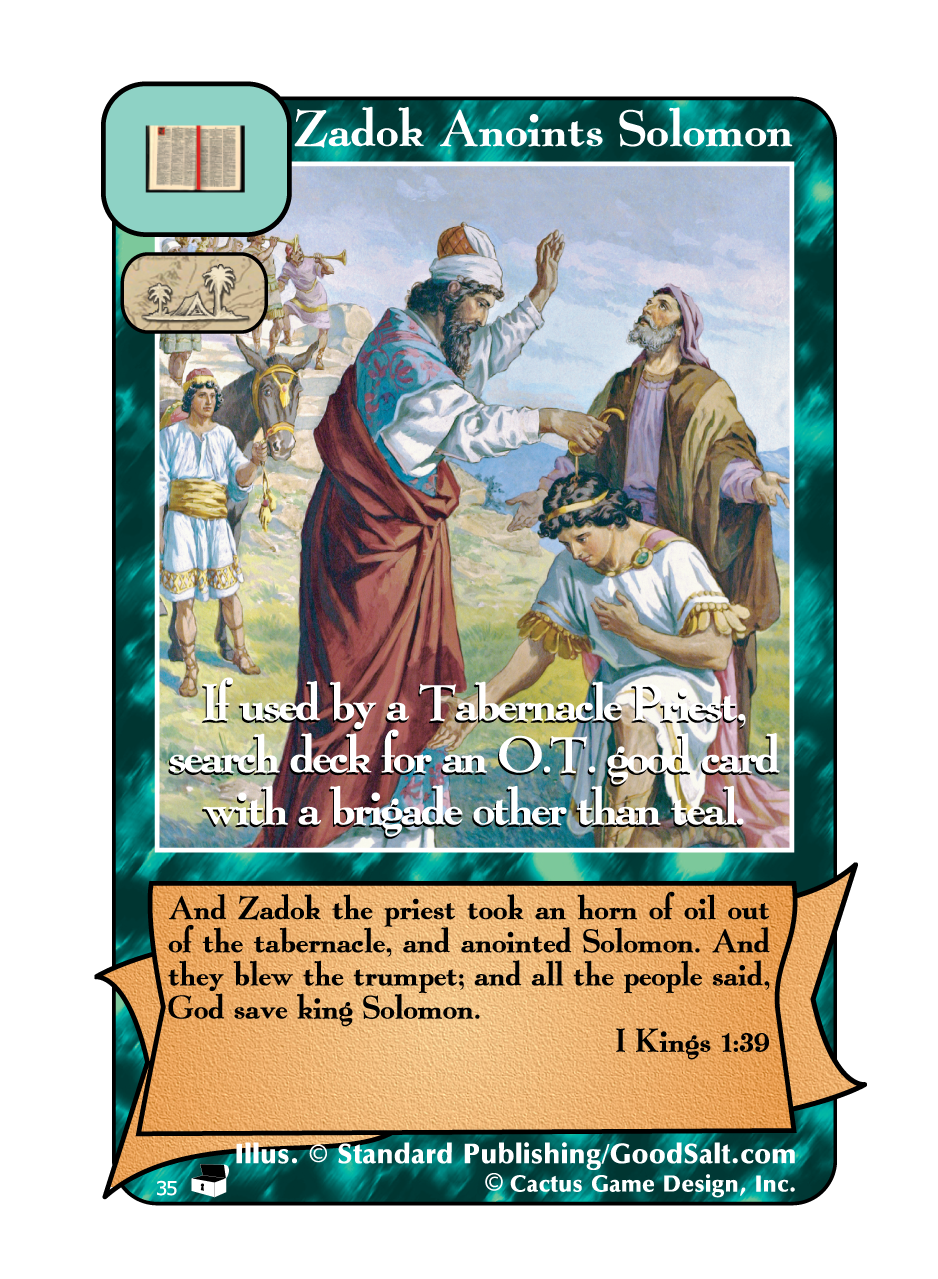 Zadok Anoints Solomon
If used by a Tabernacle Priest,
search deck for an O.T. good card
with a brigade other than teal.
And Zadok the priest took an horn of oil out
of the tabernacle, and anointed Solomon. And
they blew the trumpet; and all the people said,
God save king Solomon.
I Kings 1:39
Illus. © Standard Publishing/GoodSalt.com
35
© Cactus Game Design, Inc.